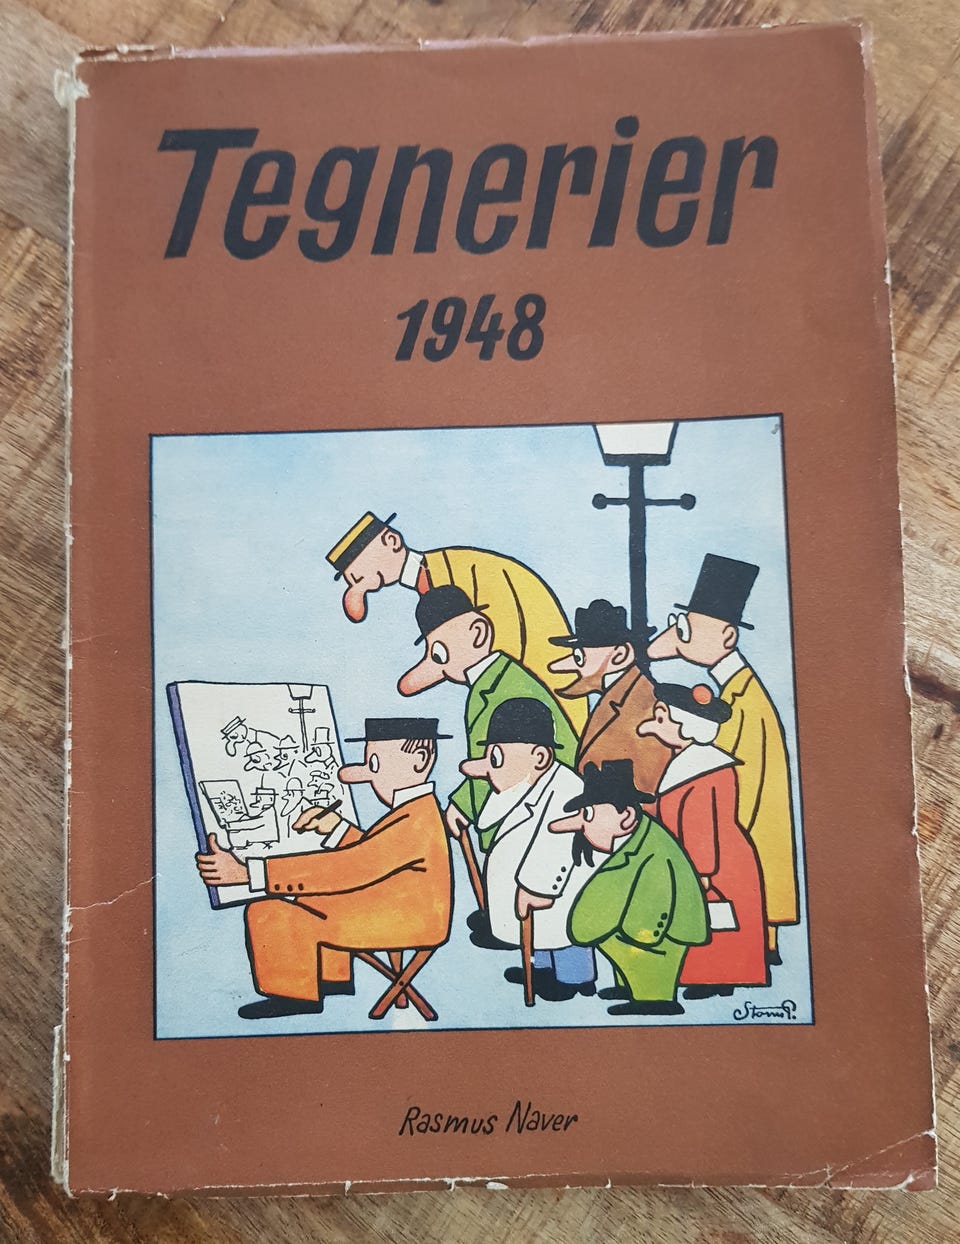 Tegnerier
1948
Storm P.
Rasmus Naver